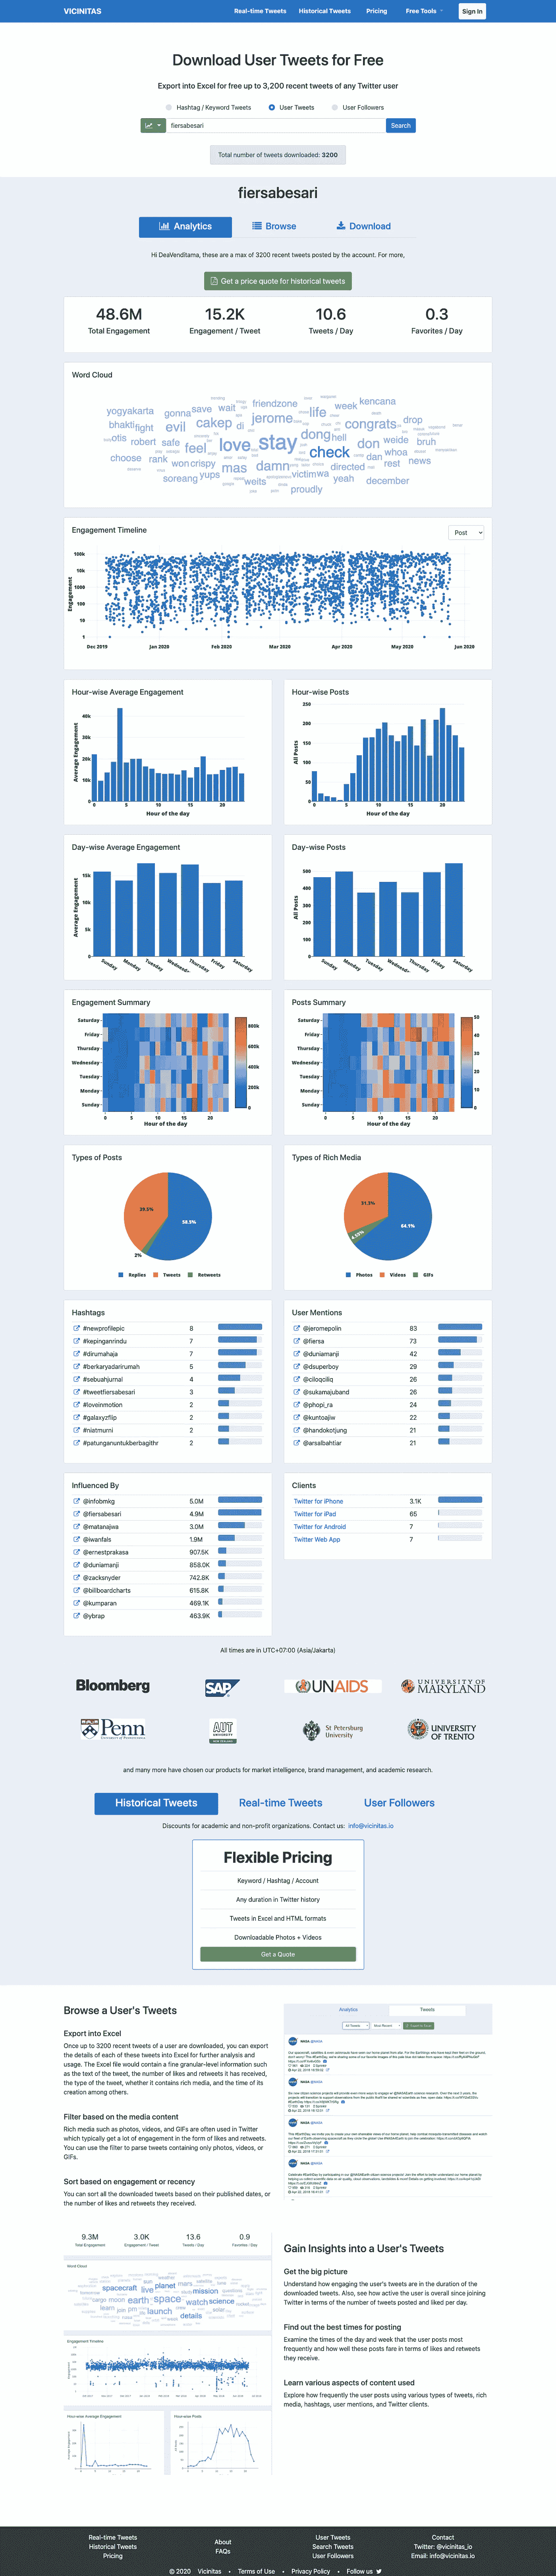 VICINITAS
Real-time Tweets Historical Tweets Pricing Free Tools Sign In
Download User Tweets for Free
Export into Excel for free up to 3,200 recent tweets of any Twitter user
Hashtag / Keyword Tweets User Tweets User Followers
fiersabesari Search
Total number of tweets downloaded: 3200
fiersabesari
Analytics Browse Download
Hi DeaVenditama, these are a max of 3200 recent tweets posted by the account. For more,
Get a price quote for historical tweets
48.6M 15.2K 10.6 0.3
Total Engagement Engagement / Tweet Tweets / Day Favorites / Day
Word Cloud
friendzone kencana
yogyakarta gonna save wait jerome life week
bhakti fight evil cakep di congrats drop
otis robert safe feel love stay dong hell don weide bruh
choose rank check dan whoa
won crispy mas damn victim wa directed rest news
soreang yups weits proudly yeah december
Engagement Timeline
Post
Engagement
100k
10k
1000
100
10
1
Dec 2019 Jan 2020 Feb 2020 Mar 2020 Apr 2020 May 2020 Jun 2020
Hour-wise Average Engagement
Average Engagement
40k
30k
20k
10k
0
0 5 10 15 20
Hour of the day
Hour-wise Posts
All Posts
250
200
150
100
50
0
0 5 10 15 20
Hour of the day
Day-wise Average Engagement
Average Engagement
15k
10k
5k
0
Sunday Monday Tuesday Wednesday Thursday Friday Saturday
Day-wise Posts
All Posts
500
400
300
200
100
0
Sunday Monday Tuesday Wednesday Thursday Friday Saturday
Engagement Summary
Saturday
Friday
Thursday
Wednesday
Tuesday
Monday
Sunday
0 5 10 15 20
Hour of the day
800k
600k
400k
200k
0
Posts Summary
Saturday
Friday
Thursday
Wednesday
Tuesday
Monday
Sunday
0 5 10 15 20
Hour of the day
50
40
30
20
10
0
Types of Posts
39.5%
58.5%
2%
Replies Tweets Retweets
Types of Rich Media
31.3%
64.1%
4.55%
Photos Videos GIFs
Hashtags
#newprofilepic 8
#kepinganrindu 7
#dirumahaja 7
#berkaryadarirumah 5
#sebuahjurnal 4
#tweetfiersabesari 3
#loveinmotion 2
#galaxyzflip 2
#niatmurni 2
#patunganuntukberbagithr 2
User Mentions
@jeromepolin 83
@fiersa 73
@duniamanji 42
@dsuperboy 29
@ciloqciliq 26
@sukamajuband 26
@phopi_ra 24
@kuntoajiw 22
@handokotjung 21
@arsalbahtiar 21
Influenced By
@infobmkg 5.0M
@fiersabesari 4.9M
@matanajwa 3.0M
@iwanfals 1.9M
@ernestprakasa 907.5K
@duniamanji 858.0K
@zacksnyder 742.8K
@billboardcharts 615.8K
@kumparan 469.1K
@ybrap 463.9K
Clients
Twitter for iPhone 3.1K
Twitter for iPad 65
Twitter for Android 7
Twitter Web App 7
All times are in UTC+07:00 (Asia/Jakarta)
Bloomberg SAP UNAIDS UNIVERSITY OF MARYLAND
Penn UNIVERSITY OF PENNSYLVANIA AUT UNIVERSITY NEW ZEALAND St Petersburg University UNIVERSITY OF TRENTO
and many more have chosen our products for market intelligence, brand management, and academic research.
Historical Tweets Real-time Tweets User Followers
Discounts for academic and non-profit organizations. Contact us: info@vicinitas.io
Flexible Pricing
Keyword / Hashtag / Account
Any duration in Twitter history
Tweets in Excel and HTML formats
Downloadable Photos + Videos
Get a Quote
Browse a User's Tweets
Export into Excel
Once up to 3200 recent tweets of a user are downloaded, you can export
the details of each of these tweets into Excel for further analysis and
usage. The Excel file would contain a fine granular-level information such
as the text of the tweet, the number of likes and retweets it has received,
the type of the tweet, whether it contains rich media, and the time of its
creation among others.
Filter based on the media content
Rich media such as photos, videos, and GIFs are often used in Twitter
which typically get a lot of engagement in the form of likes and retweets.
You can use the filter to parse tweets containing only photos, videos, or
GIFs.
Sort based on engagement or recency
You can sort all the downloaded tweets based on their published dates, or
the number of likes and retweets they received.
Analytics Tweets
All Tweets Most Recent
9.3M 3.0K 13.6 0.9
Total Engagement Engagement / Tweet Tweets / Day Favorites / Day
Word Cloud
spacecraft live planet mars mission
moon earth space watch science
learn launch
details
Engagement Timeline
Hour-wise Average Engagement Hour-wise Posts
Gain Insights into a User's Tweets
Get the big picture
Understand how engaging the user's tweets are in the duration of the
downloaded tweets. Also, see how active the user is overall since joining
Twitter in terms of the number of tweets posted and liked per day.
Find out the best times for posting
Examine the times of the day and week that the user posts most
frequently and how well these posts fare in terms of likes and retweets
they receive.
Learn various aspects of content used
Explore how frequently the user posts using various types of tweets, rich
media, hashtags, user mentions, and Twitter clients.
Real-time Tweets
Historical Tweets
Pricing
About
FAQs
User Tweets
Search Tweets
User Followers
Contact
Twitter: @vicinitas_io
Email: info@vicinitas.io
© 2020 Vicinitas • Terms of Use • Privacy Policy • Follow us